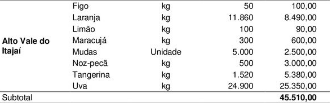 Figo kg 50 100,00
Laranja kg 11.860 8.490,00
Limão kg 100 90,00
Alto Vale do Itajaí Maracujá kg 300 600,00
Mudas Unidade 5.000 2.500,00
Noz-pecã kg 500 3.000,00
Tangerina kg 1.520 5.380,00
Uva kg 24.900 25.350,00
Subtotal 45.510,00